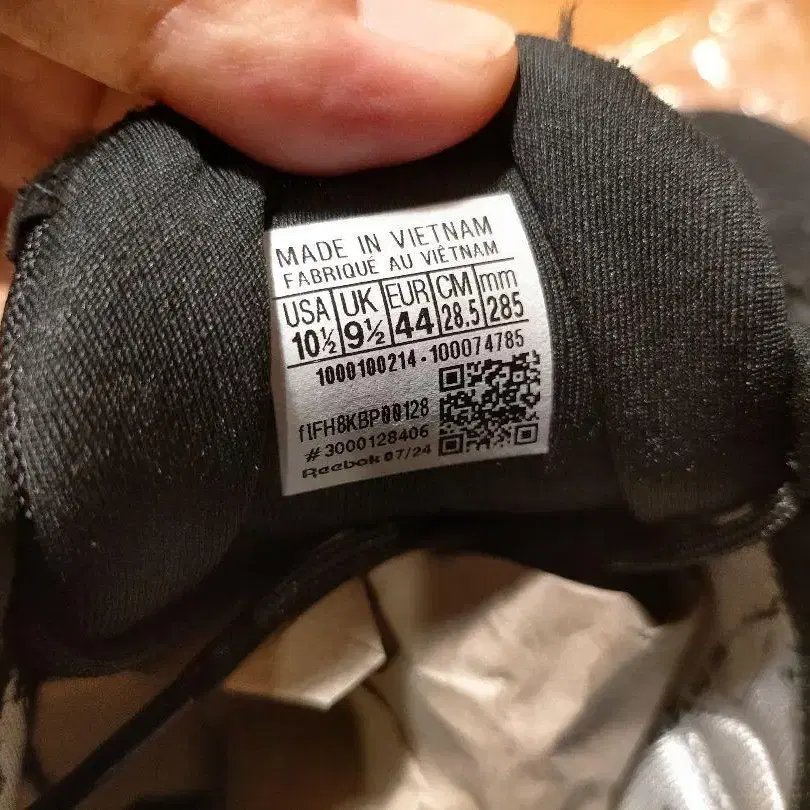 MADE IN VIETNAM
FABRIQUÉ AU VIÊTNAM
USA UK EUR CM mm
10½ 9½ 44 28.5 285
1000100214-100074785
f1FH8KBP00128
#3000128406
Reebok 07/24